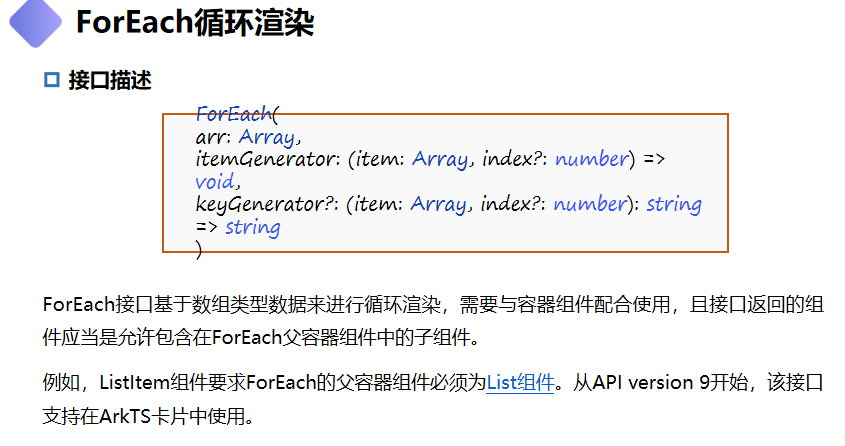 ForEach循环渲染
接口描述
ForEach(
arr: Array,
itemGenerator: (item: Array, index?: number) =>
void,
keyGenerator?: (item: Array, index?: number): string
=> string
)
ForEach接口基于数组类型数据来进行循环渲染，需要与容器组件配合使用，且接口返回的组
件应当是允许包含在ForEach父容器组件中的子组件。
例如，ListItem组件要求ForEach的父容器组件必须为List组件。从API version 9开始，该接口
支持在ArkTS卡片中使用。